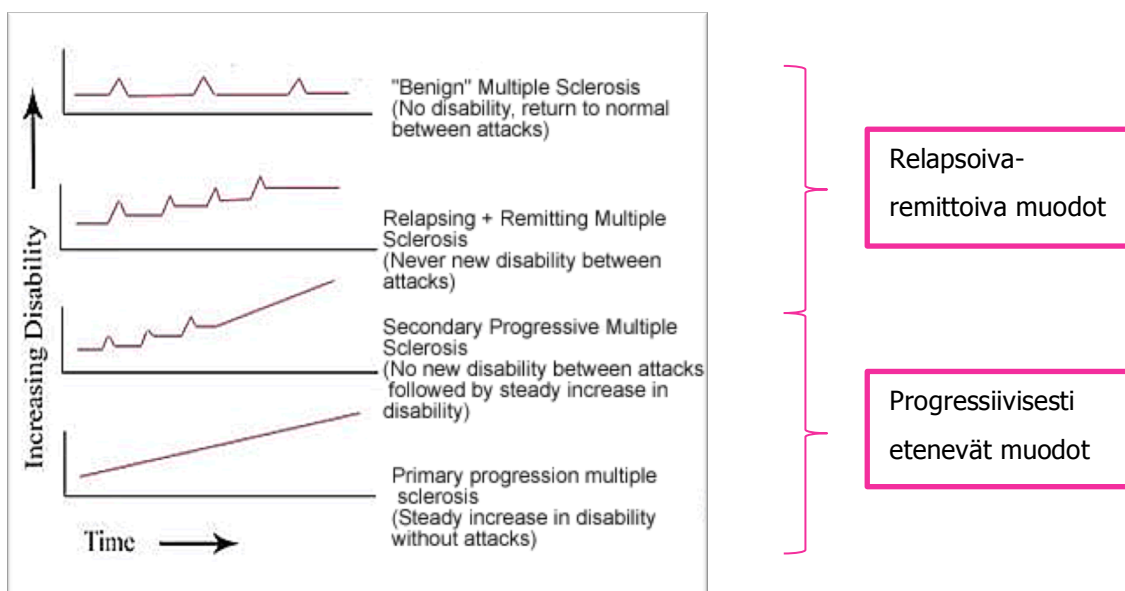 Increasing Disability
"Benign" Multiple Sclerosis
(No disability, return to normal
between attacks)
Relapsing + Remitting Multiple
Sclerosis
(Never new disability between
attacks)
Secondary Progressive Multiple
Sclerosis
(No new disability between attacks
followed by steady increase in
disability)
Primary progression multiple
sclerosis
(Steady increase in disability
without attacks)
Time
Relapsoiva-
remittoiva muodot
Progressiivisesti
etenevät muodot